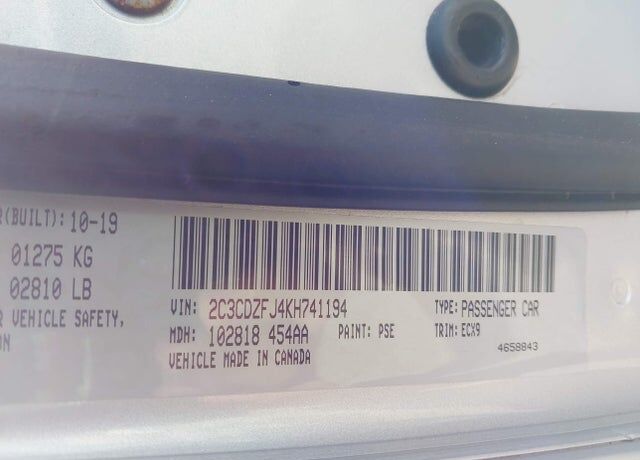 R(BUILT): 10-19
01275 KG
02810 LB
VEHICLE SAFETY,
VIN: 2C3CDZFJ4KH741194
TYPE: PASSENGER CAR
MDH: 102818 454AA
PAINT: PSE
TRIM: ECX9
VEHICLE MADE IN CANADA
4658843